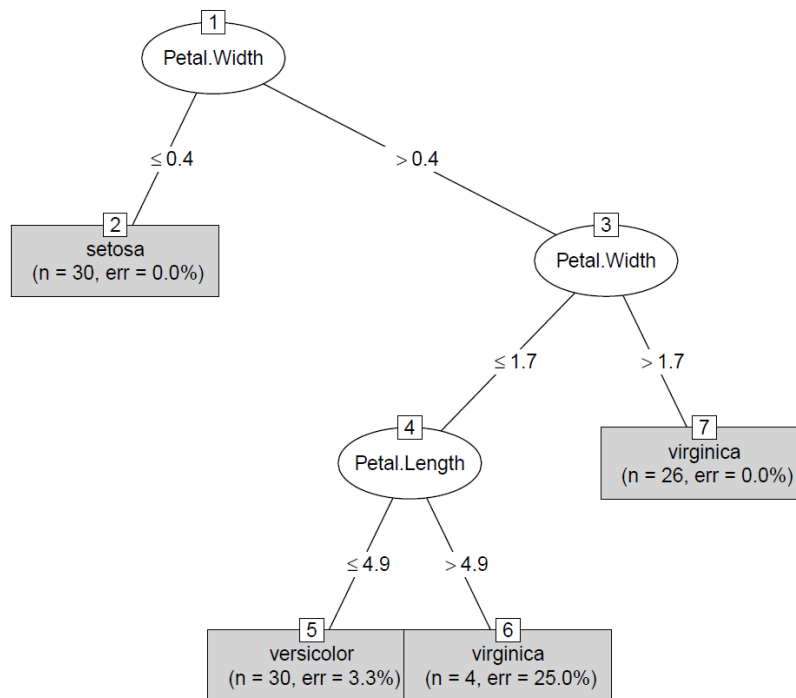 1
Petal.Width
≤ 0.4
> 0.4
2
setosa
(n = 30, err = 0.0%)
3
Petal.Width
≤ 1.7
> 1.7
4
Petal.Length
7
virginica
(n = 26, err = 0.0%)
≤ 4.9
> 4.9
5
versicolor
(n = 30, err = 3.3%)
6
virginica
(n = 4, err = 25.0%)